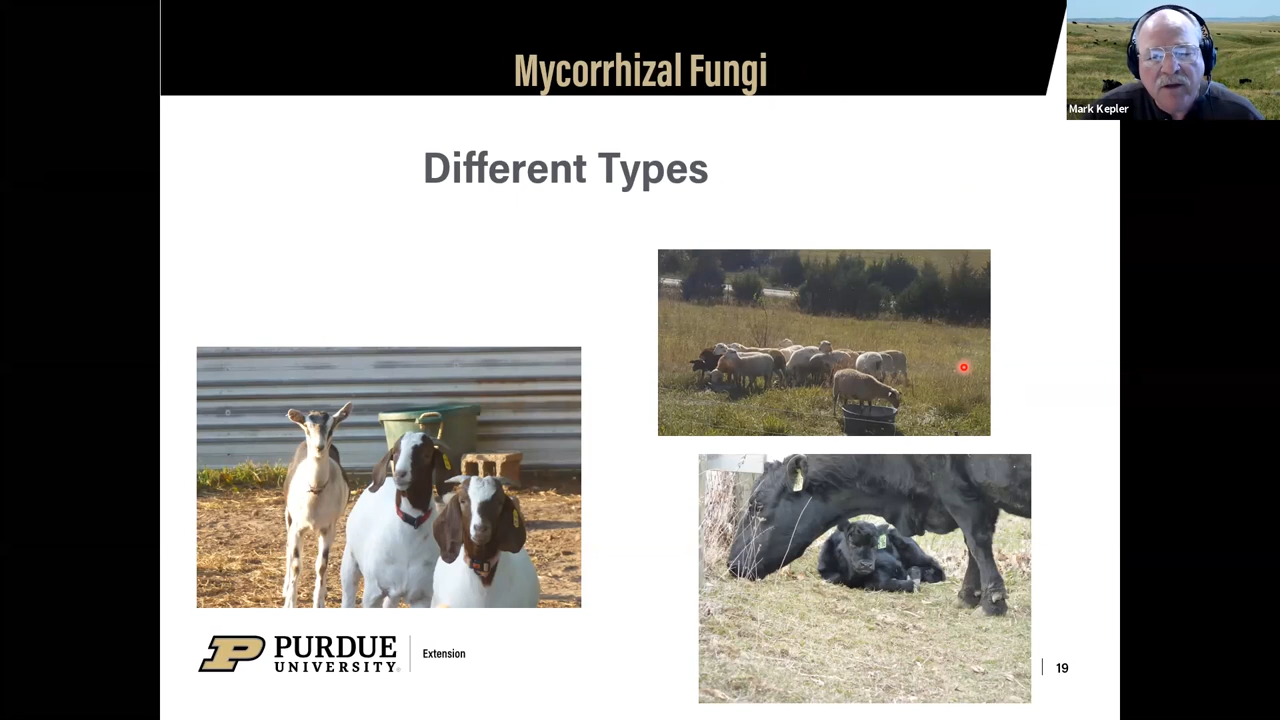 Mycorrhizal Fungi
Mark Kepler
Different Types
PURDUE
UNIVERSITY®
Extension
19